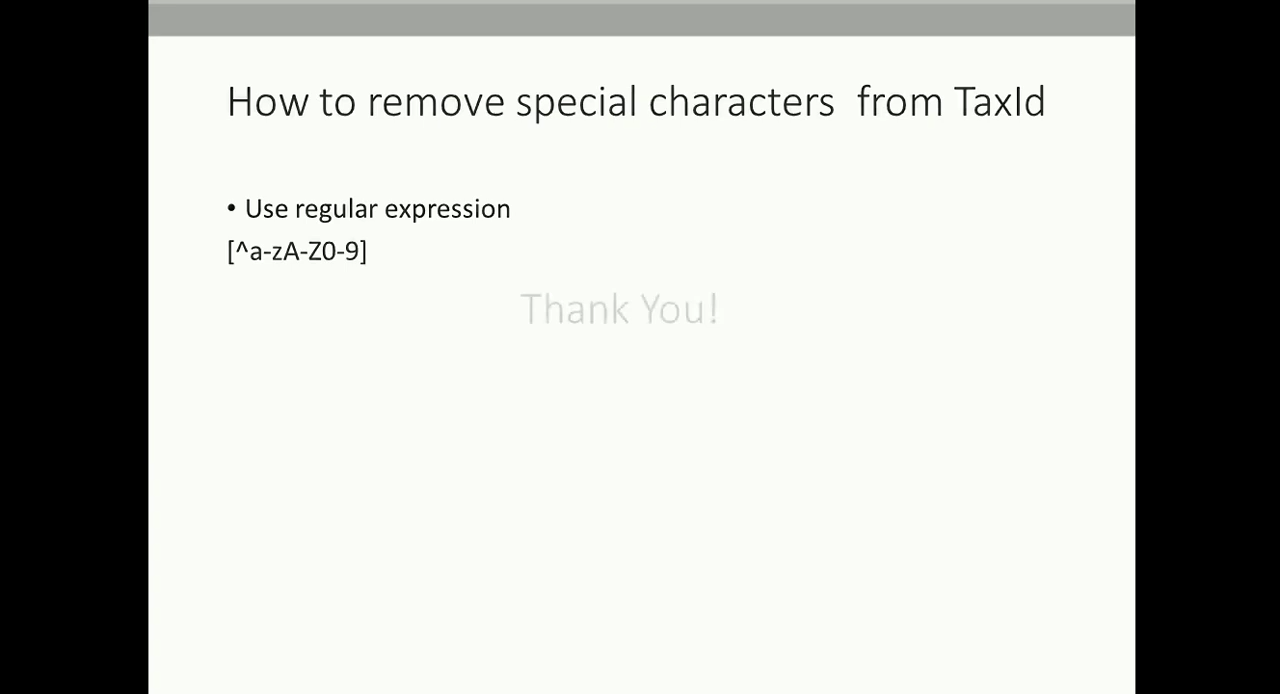 How to remove special characters  from TaxId
• Use regular expression
[^a-zA-Z0-9]
Thank You!